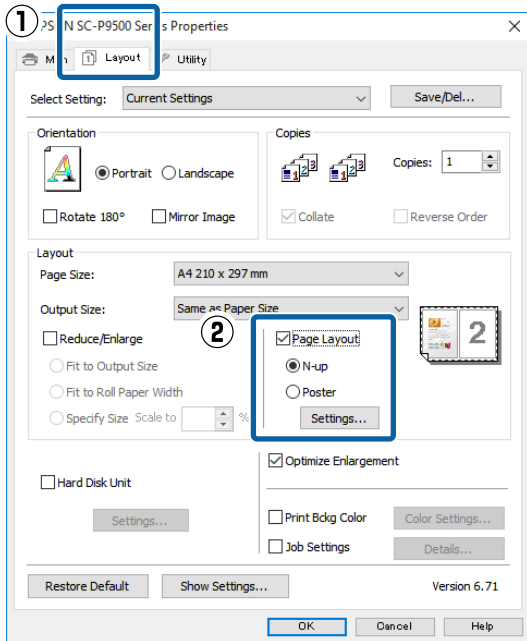 1
SC-P9500 Series Properties
Layout
Utility
Select Setting: Current Settings Save/Del...
Orientation
Copies
Portrait Landscape
Copies: 1
Rotate 180° Mirror Image
Collate Reverse Order
Layout
Page Size: A4 210 x 297 mm
Output Size: Same as Paper Size
2
Reduce/Enlarge
Page Layout
2
Fit to Output Size
N-up
Fit to Roll Paper Width
Poster
Specify Size Scale to %
Settings...
Optimize Enlargement
Hard Disk Unit
Settings...
Print Bckg Color Color Settings...
Job Settings Details...
Restore Default Show Settings... Version 6.71
OK Cancel Help